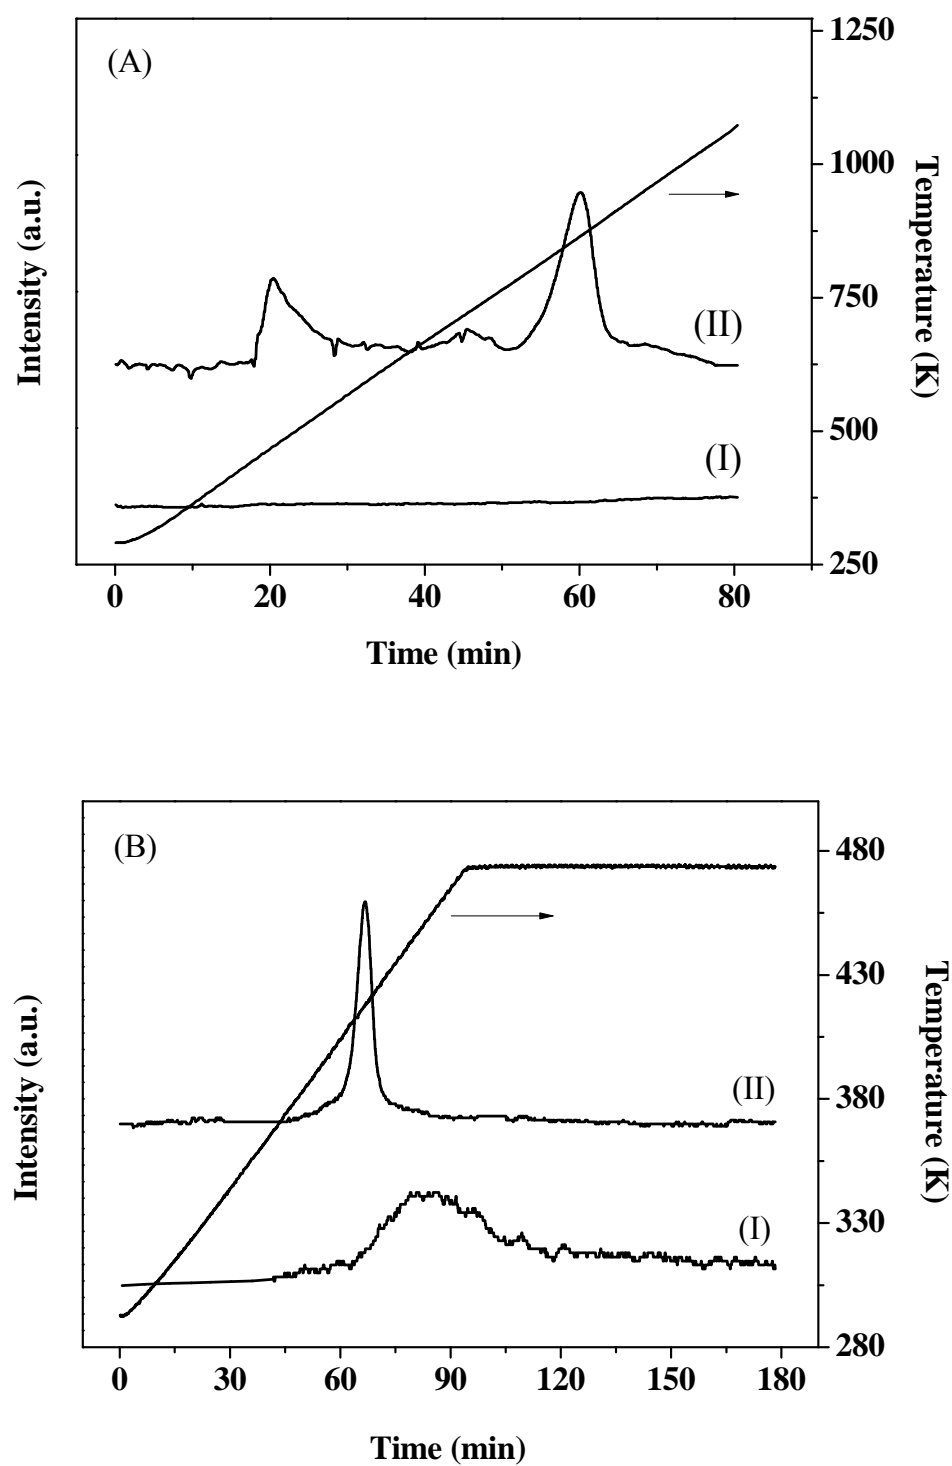 (A)
1250
1000
750
500
250
Intensity (a.u.)
Temperature (K)
(II)
(I)
0 20 40 60 80
Time (min)
(B)
480
430
380
330
280
Intensity (a.u.)
Temperature (K)
(II)
(I)
0 30 60 90 120 150 180
Time (min)